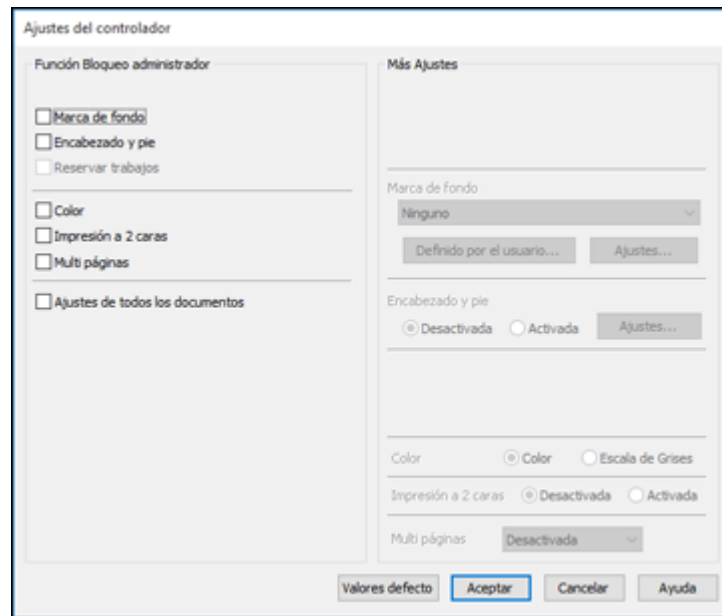 Ajustes del controlador
Función Bloqueo administrador
Marca de fondo
Encabezado y pie
Reservar trabajos
Color
Impresión a 2 caras
Multi páginas
Ajustes de todos los documentos
Más Ajustes
Marca de fondo
Ninguno
Definido por el usuario... Ajustes...
Encabezado y pie
Desactivada Activada Ajustes...
Color Color Escala de Grises
Impresión a 2 caras Desactivada Activada
Multi páginas Desactivada
Valores defecto Aceptar Cancelar Ayuda